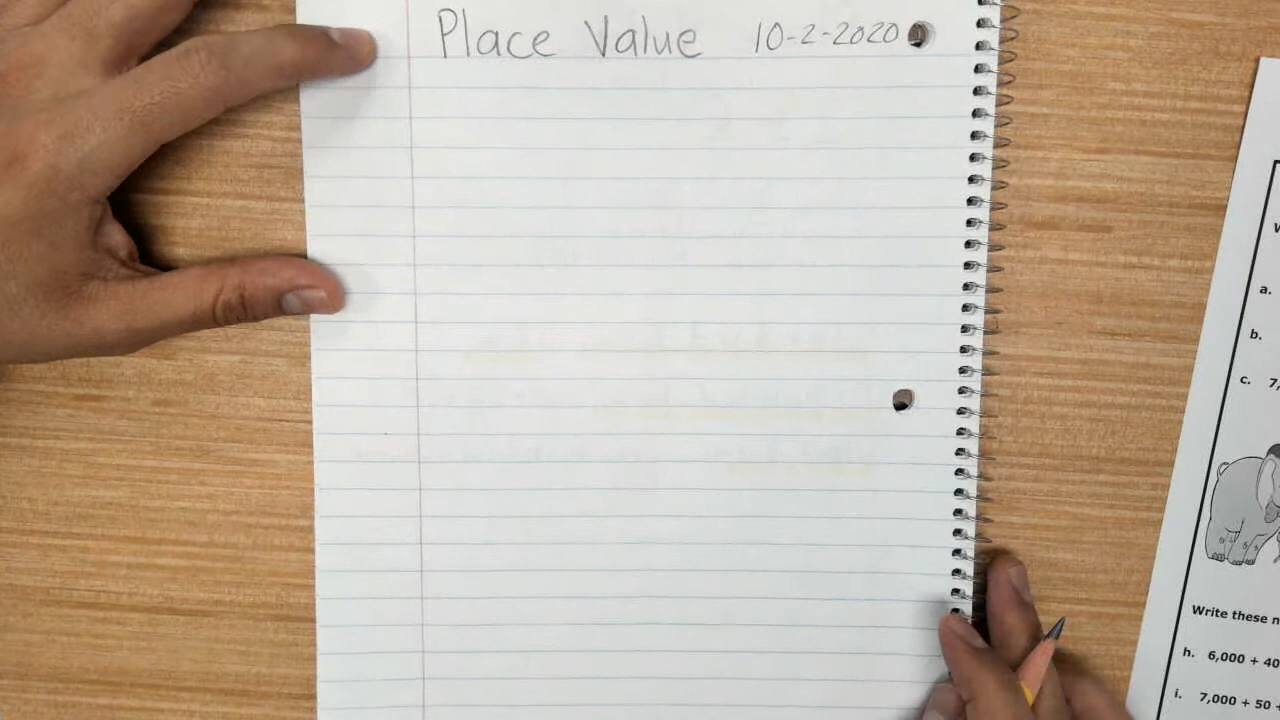 Place Value 10-2-2020
a.
b.
c. 7,
Write these
h. 6,000 + 40
i. 7,000 + 50